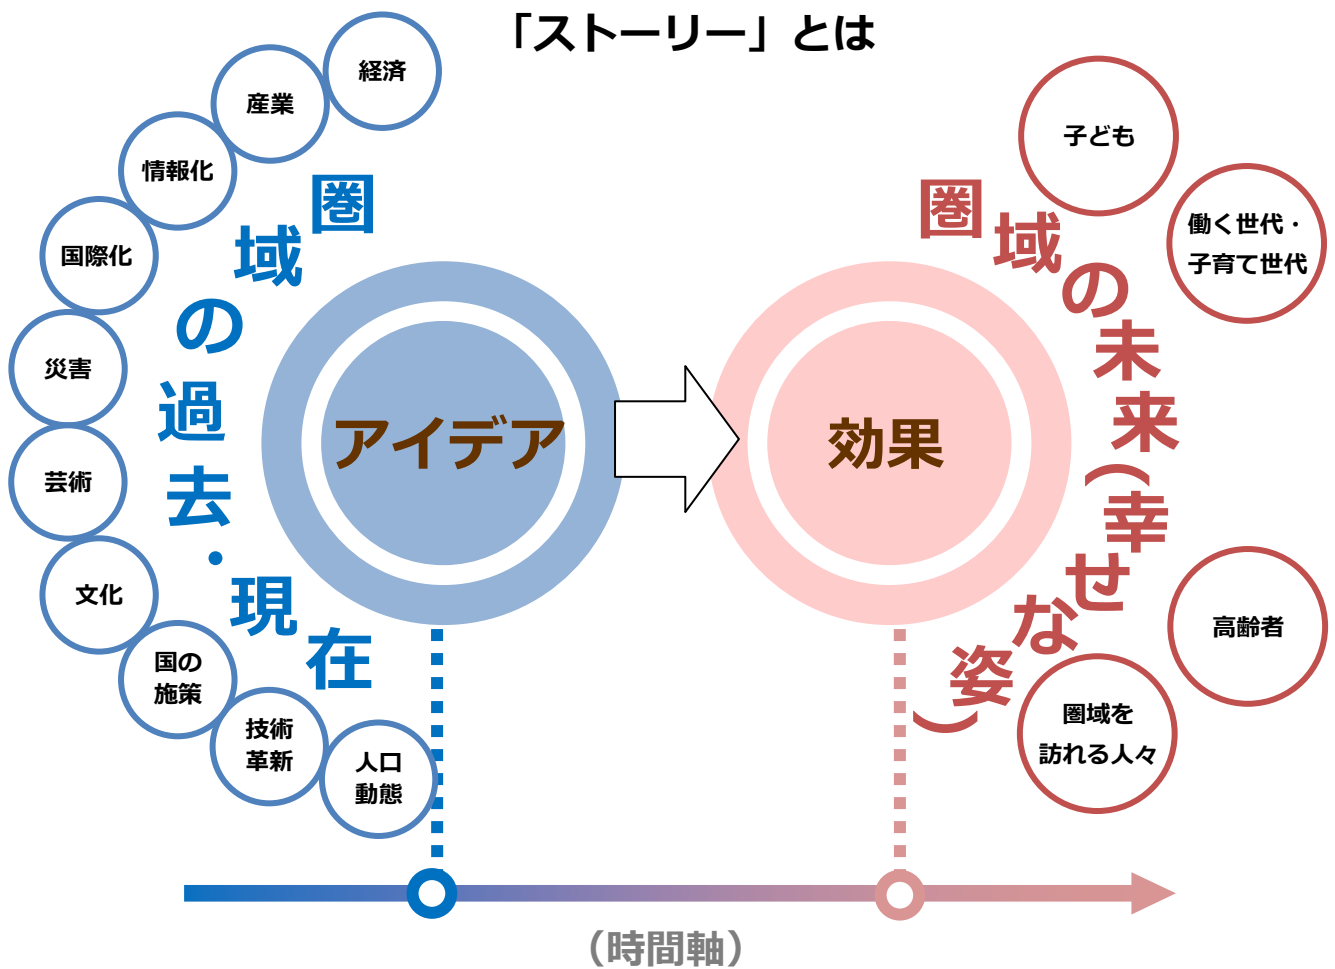 「ストーリー」とは
経済
産業
情報化
国際化
災害
芸術
文化
国の
施策
技術
革新
人口
動態
圏域の過去・現在
アイデア
効果
圏域の未来(幸せな姿)
子ども
働く世代・
子育て世代
高齢者
圏域を
訪れる人々
(時間軸)